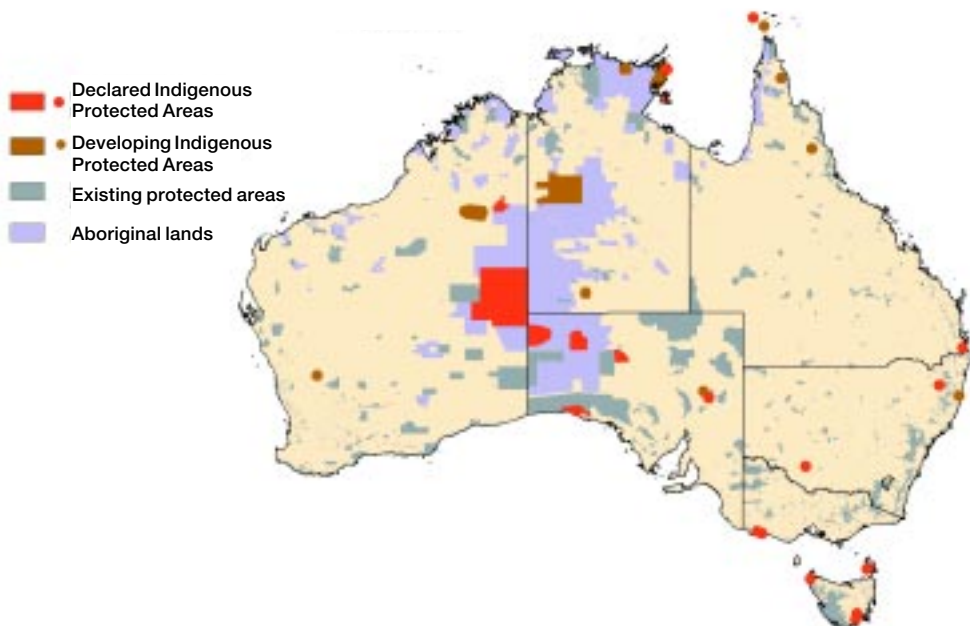 Declared Indigenous
Protected Areas
Developing Indigenous
Protected Areas
Existing protected areas
Aboriginal lands